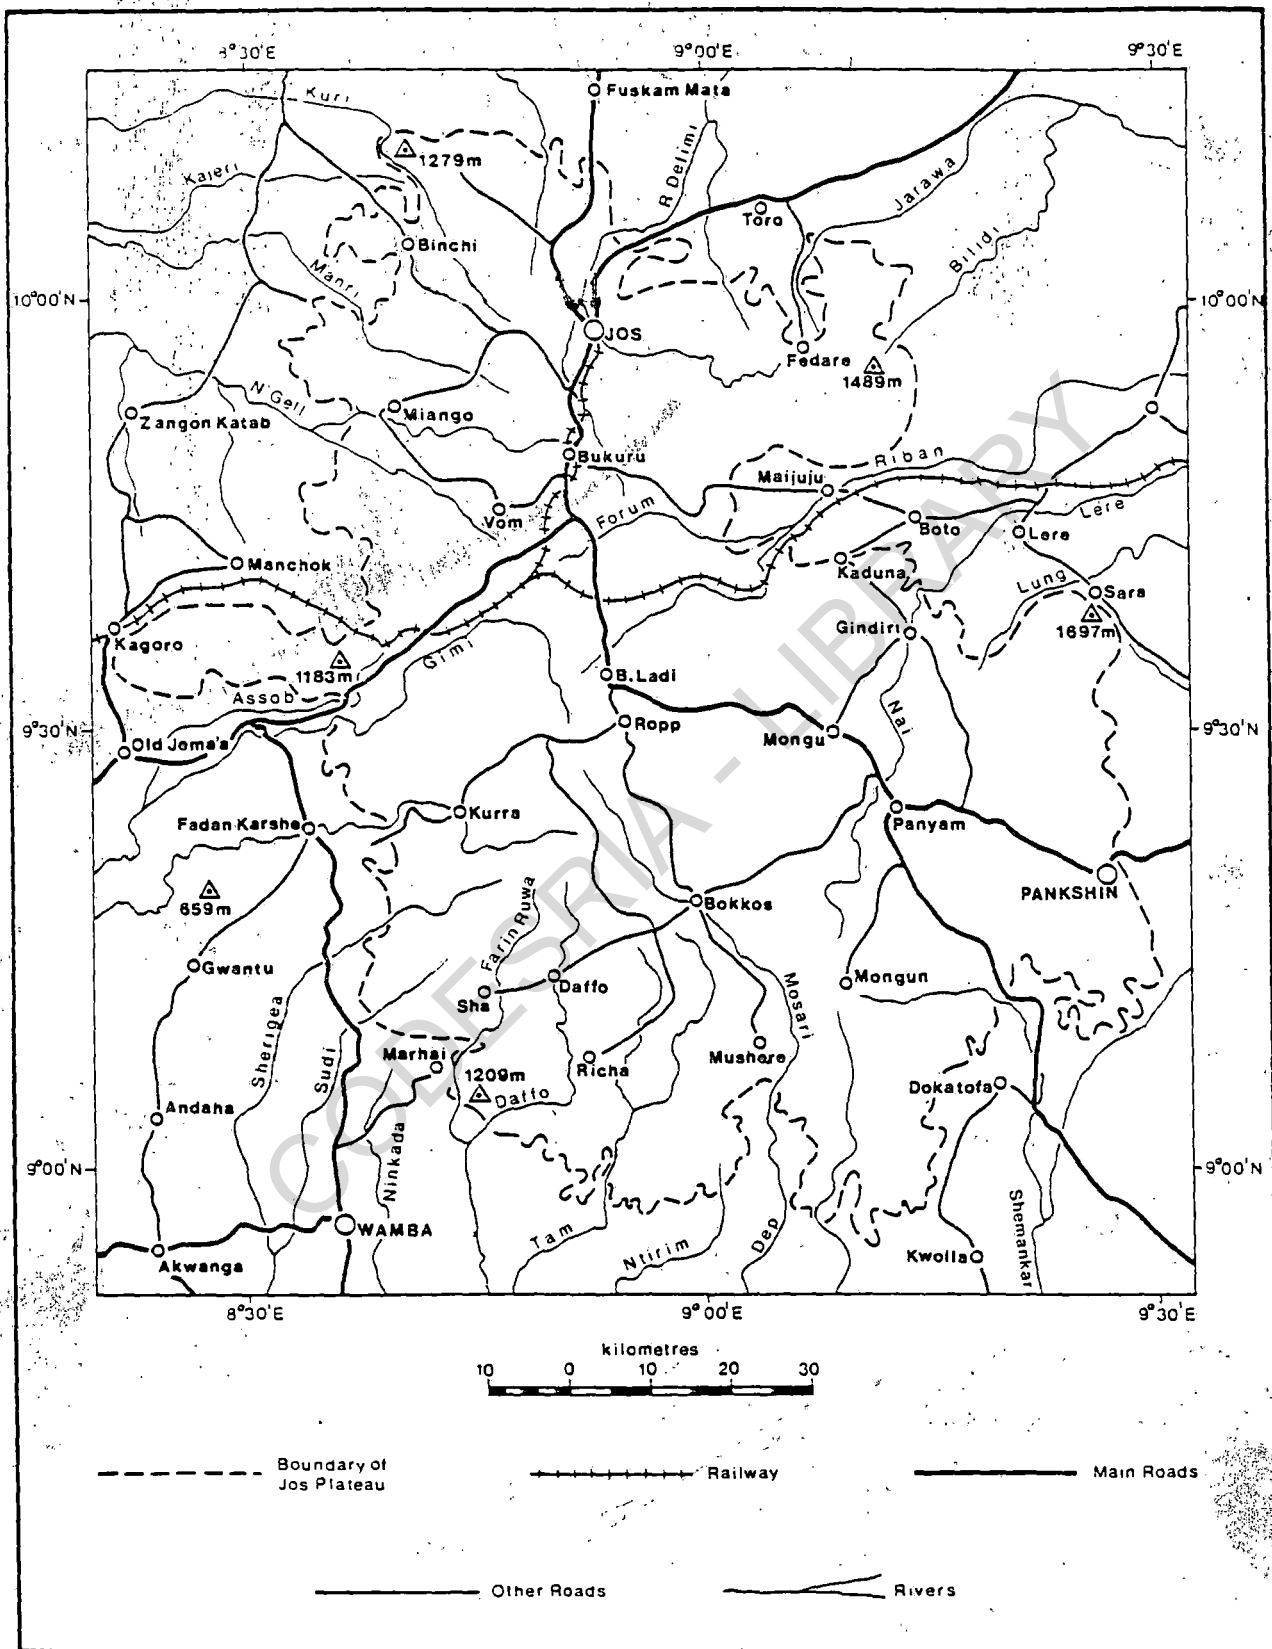 8°30'E 9°00'E 9°30'E
Fuskam Mata
Kuri
R Delimi
1279m
Kajeri
Jarawa
Toro
Binchi
Bilidi
Manri
10°00'N 10°00'N
JOS
Fedare
1489m
N'Gell
Miango
Zangon Katab
Bukuru
Riban
Maijuju
Vom
Forum
Boto
Lere
Lere
Manchok
Kaduna
Lung
Sara
1697m
Gindiri
Kagoro
Gimi
1183m
B.Ladi
Assob
Nai
Ropp
9°30'N 9°30'N
Mongu
Old Jema'a
Kurra
Fadan Karshe
Panyam
PANKSHIN
659m
Farin Ruwa
Bokkos
Gwantu
Daffo
Mongun
Sha
Mosari
Sherigea
Sudi
Marhai
Richa
Mushere
1209m
Daffo
Dokatofa
Andaha
Ninkada
9°00'N 9°00'N
Shemankar
WAMBA
Tam
Ntirim
Dep
Kwolla
Akwanga
8°30'E 9°00'E 9°30'E
CODESRIA - LIBRARY
kilometres
10 0 10 20 30
Boundary of
Jos Plateau
Railway
Main Roads
Other Roads
Rivers